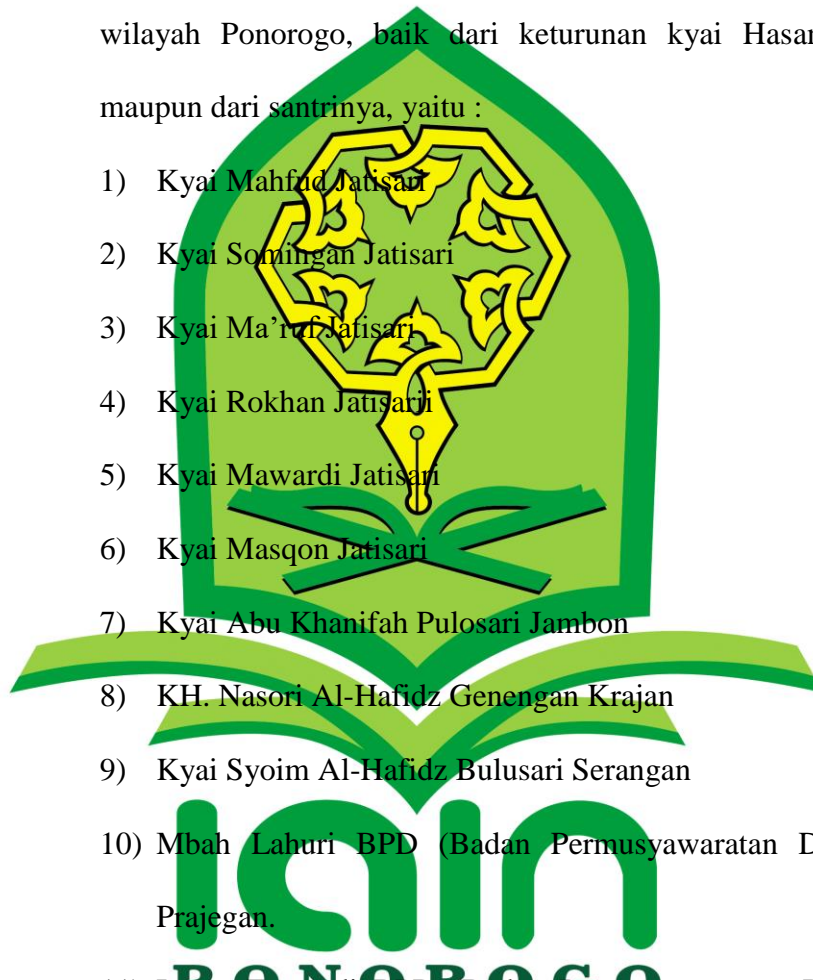 wilayah Ponorogo, baik dari keturunan kyai Hasan
maupun dari santrinya, yaitu :
1) Kyai Mahfud Jatisari
2) Kyai Somingan Jatisari
3) Kyai Ma’ruf Jatisari
4) Kyai Rokhan Jatisarii
5) Kyai Mawardi Jatisari
6) Kyai Masqon Jatisari
7) Kyai Abu Khanifah Pulosari Jambon
8) KH. Nasori Al-Hafidz Genengan Krajan
9) Kyai Syoim Al-Hafidz Bulusari Serangan
10) Mbah Lahuri BPD (Badan Permusyawaratan D
Prajegan.
iain
PONOROGO